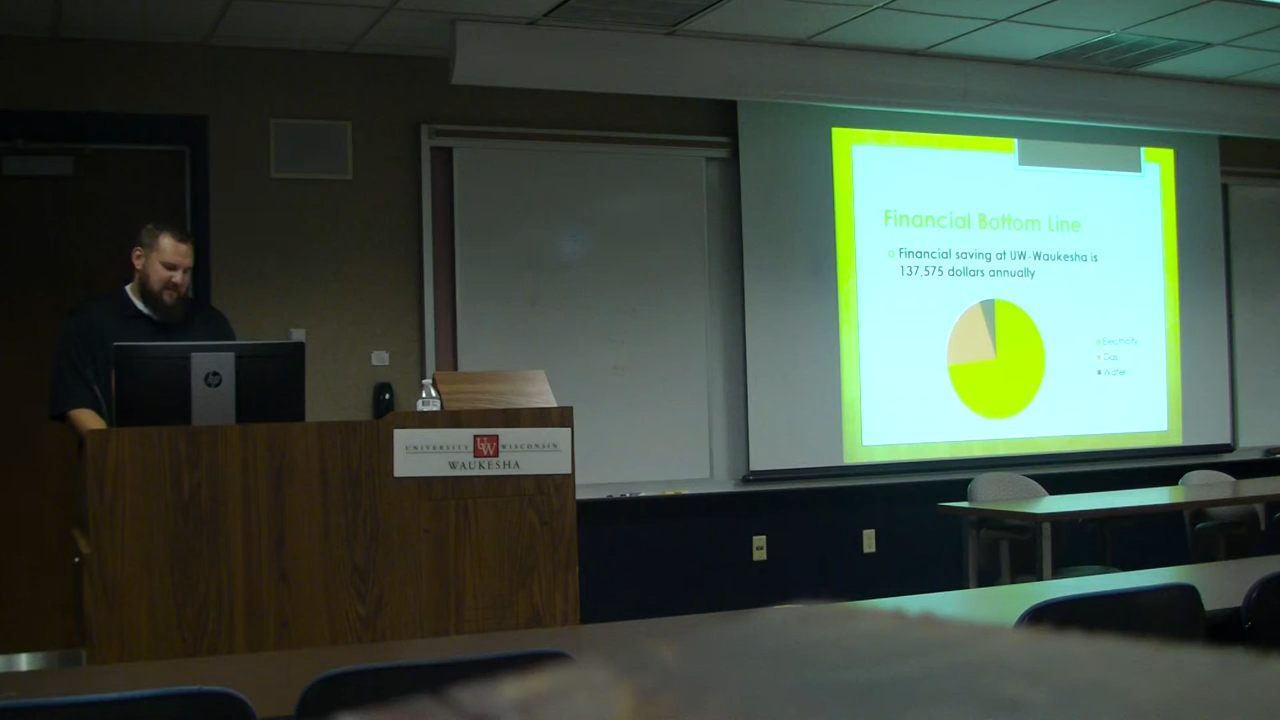 Financial Bottom Line
Financial saving at UW-Waukesha is
137,575 dollars annually
Electricity
Gas
Water
hp
UNIVERSITY UW WISCONSIN
WAUKESHA